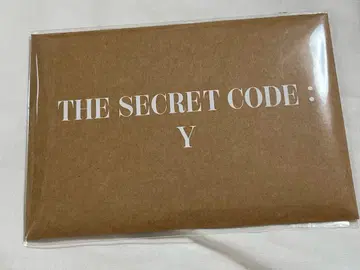 THE SECRET CODE :
Y